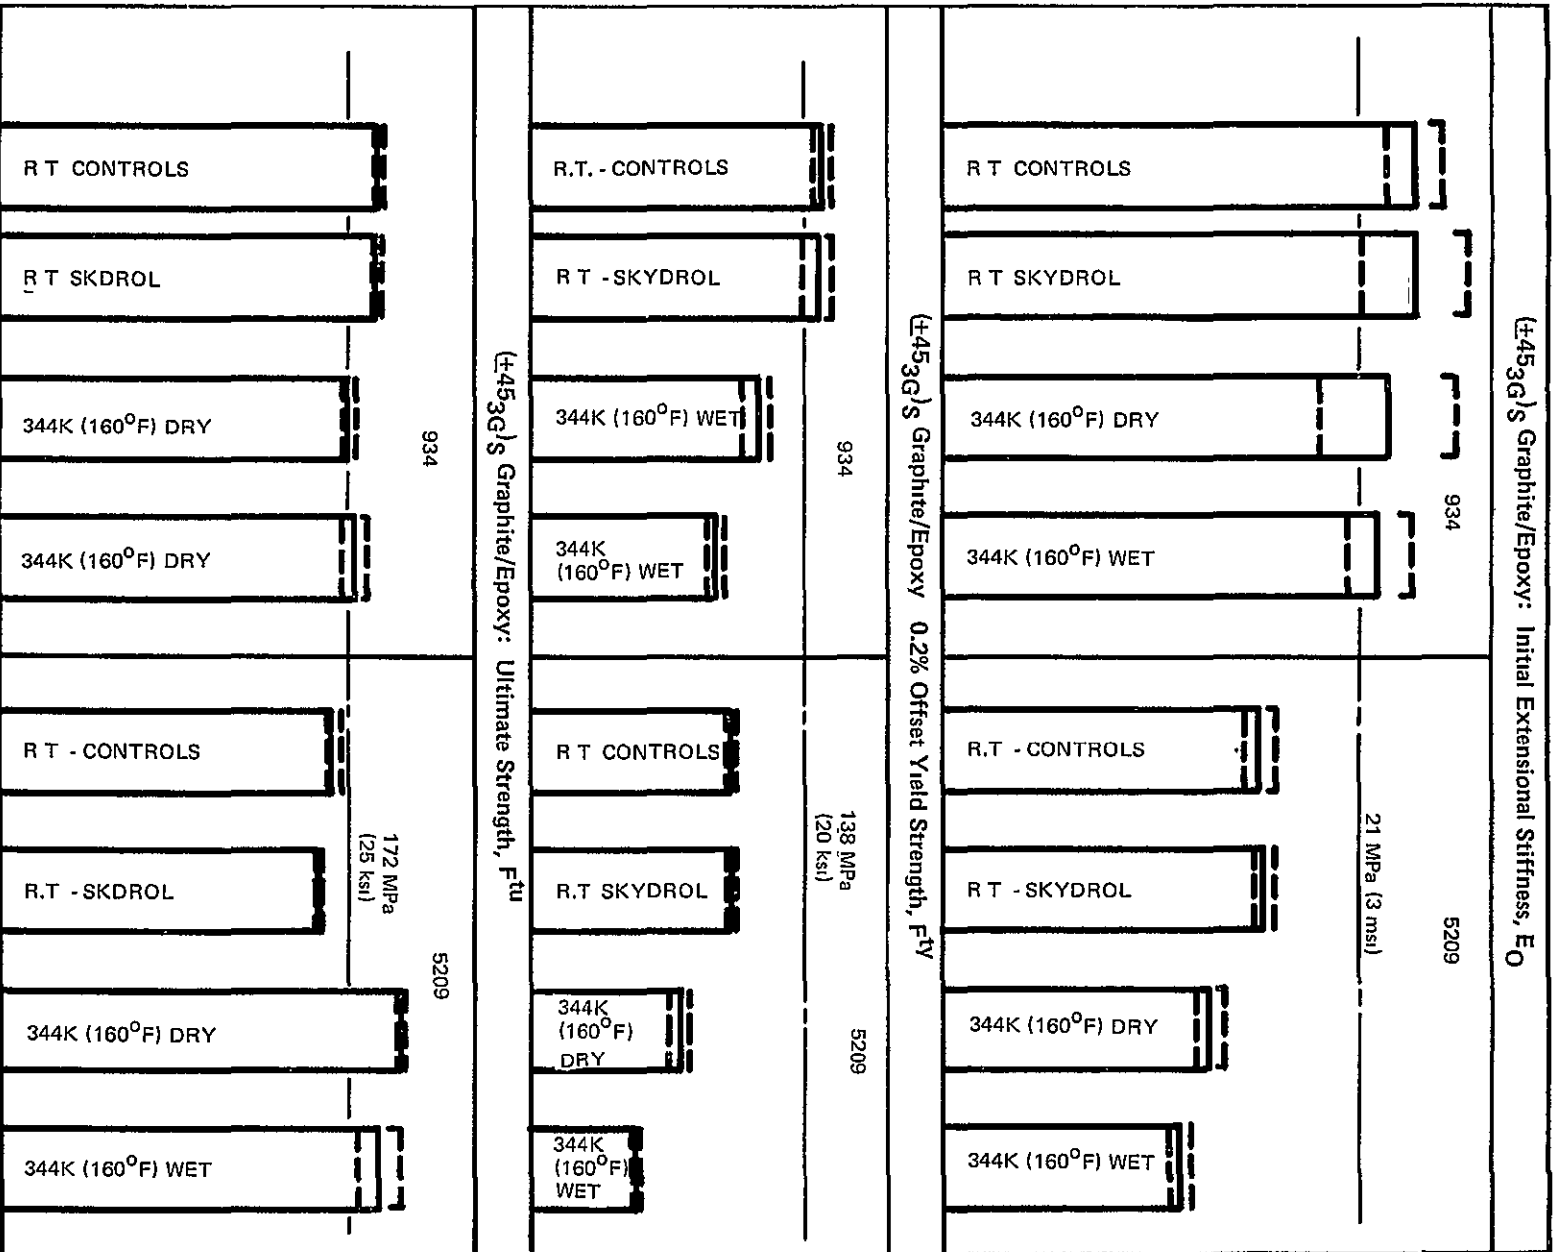 (±45₃G)S Graphite/Epoxy: Initial Extensional Stiffness, EO
934
5209
21 MPa (3 msi)
R T CONTROLS
R T SKYDROL
344K (160°F) DRY
344K (160°F) WET
R.T - CONTROLS
R T - SKYDROL
344K (160°F) DRY
344K (160°F) WET
(±45₃G)S Graphite/Epoxy 0.2% Offset Yield Strength, Fty
934
5209
138 MPa
(20 ksi)
R.T. - CONTROLS
R T - SKYDROL
344K (160°F) WET
344K
(160°F) WET
R T CONTROLS
R.T SKYDROL
344K
(160°F)
DRY
344K
(160°F)
WET
(±45₃G)S Graphite/Epoxy: Ultimate Strength, Ftu
934
5209
172 MPa
(25 ksi)
R T CONTROLS
R T SKDROL
344K (160°F) DRY
344K (160°F) DRY
R T - CONTROLS
R.T - SKDROL
344K (160°F) DRY
344K (160°F) WET